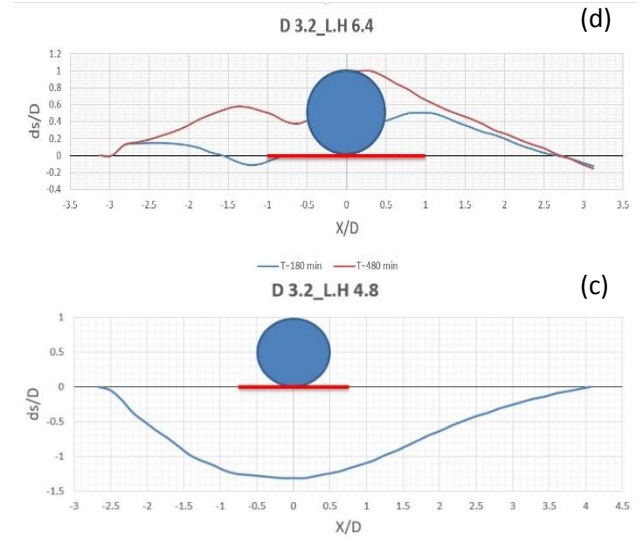 (d)
D 3.2_L.H 6.4
ds/D
1.2
1
0.8
0.6
0.4
0.2
0
0.2
0.4
-3.5 -3 -2.5 -2 -1.5 -1 -0.5 0 0.5 1 1.5 2 2.5 3 3.5
X/D
T-180 min T-480 min
(c)
D 3.2_L.H 4.8
ds/D
1
0.5
0
-0.5
-1
-1.5
-3 -2.5 -2 -1.5 -1 -0.5 0 0.5 1 1.5 2 2.5 3 3.5 4 4.5
X/D